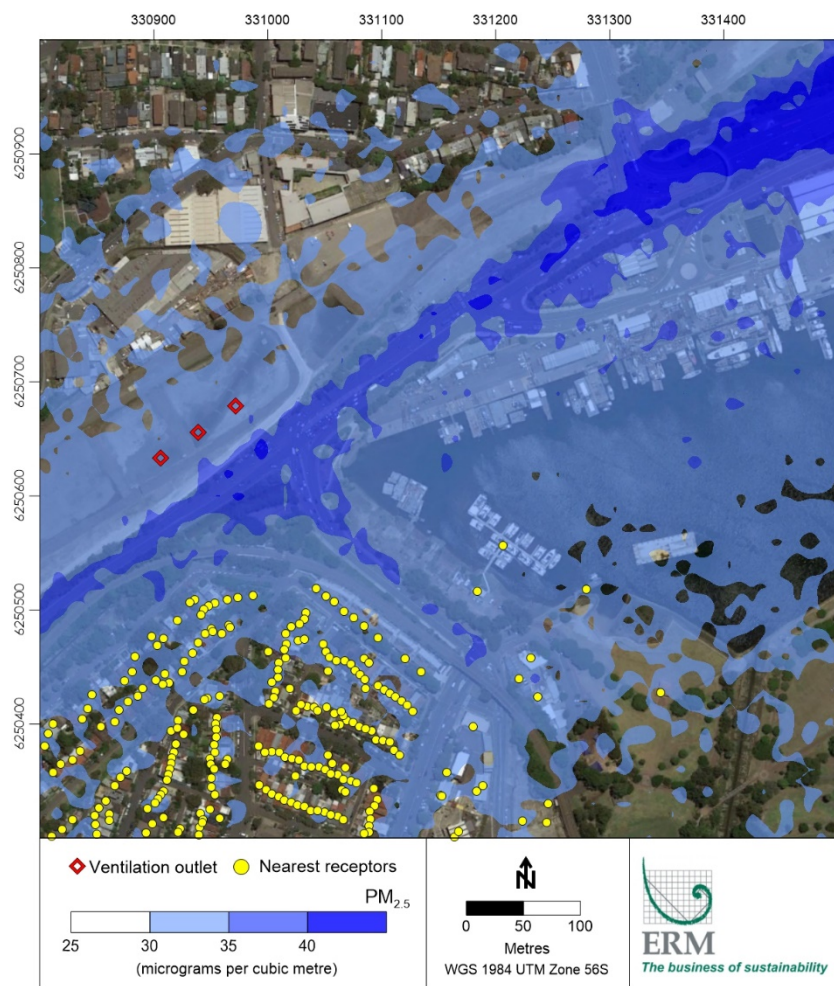 330900 331000 331100 331200 331300 331400
6250900
6250800
6250700
6250600
6250500
6250400
Ventilation outlet Nearest receptors
PM2.5
25 30 35 40
(micrograms per cubic metre)
N
0 50 100
Metres
WGS 1984 UTM Zone 56S
ERM
The business of sustainability